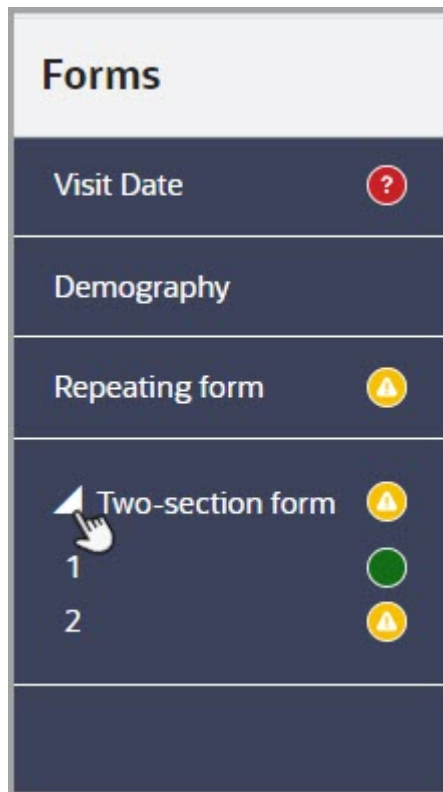 Forms
Visit Date ?
Demography
Repeating form
Two-section form
1
2